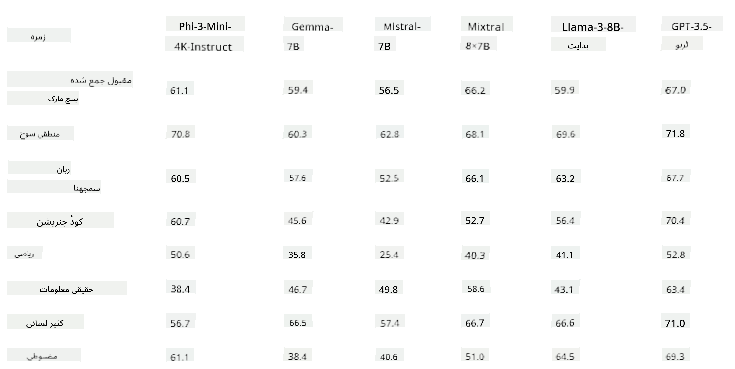 زمرہ Phi-3-Mini- Gemma- Mistral- Mixtral Llama-3-8B- GPT-3.5-
4K-Instruct 7B 7B 8×7B ہدایت ٹربو
مقبول جمع شدہ
بینچ مارک
61.1 59.4 56.5 66.2 59.9 67.0
منطقی سوچ 70.8 60.3 62.8 68.1 69.6 71.8
زبان
سمجھنا
60.5 57.6 52.5 66.1 63.2 67.7
کوڈ جنریشن 60.7 45.6 42.9 52.7 56.4 70.4
ریاضی 50.6 35.8 25.4 40.3 41.1 52.8
حقیقی معلومات 38.4 46.7 49.8 58.6 43.1 63.4
کثیر لسانی 56.7 66.5 57.4 66.7 66.6 71.0
مضبوطی 61.1 38.4 40.6 51.0 64.5 69.3